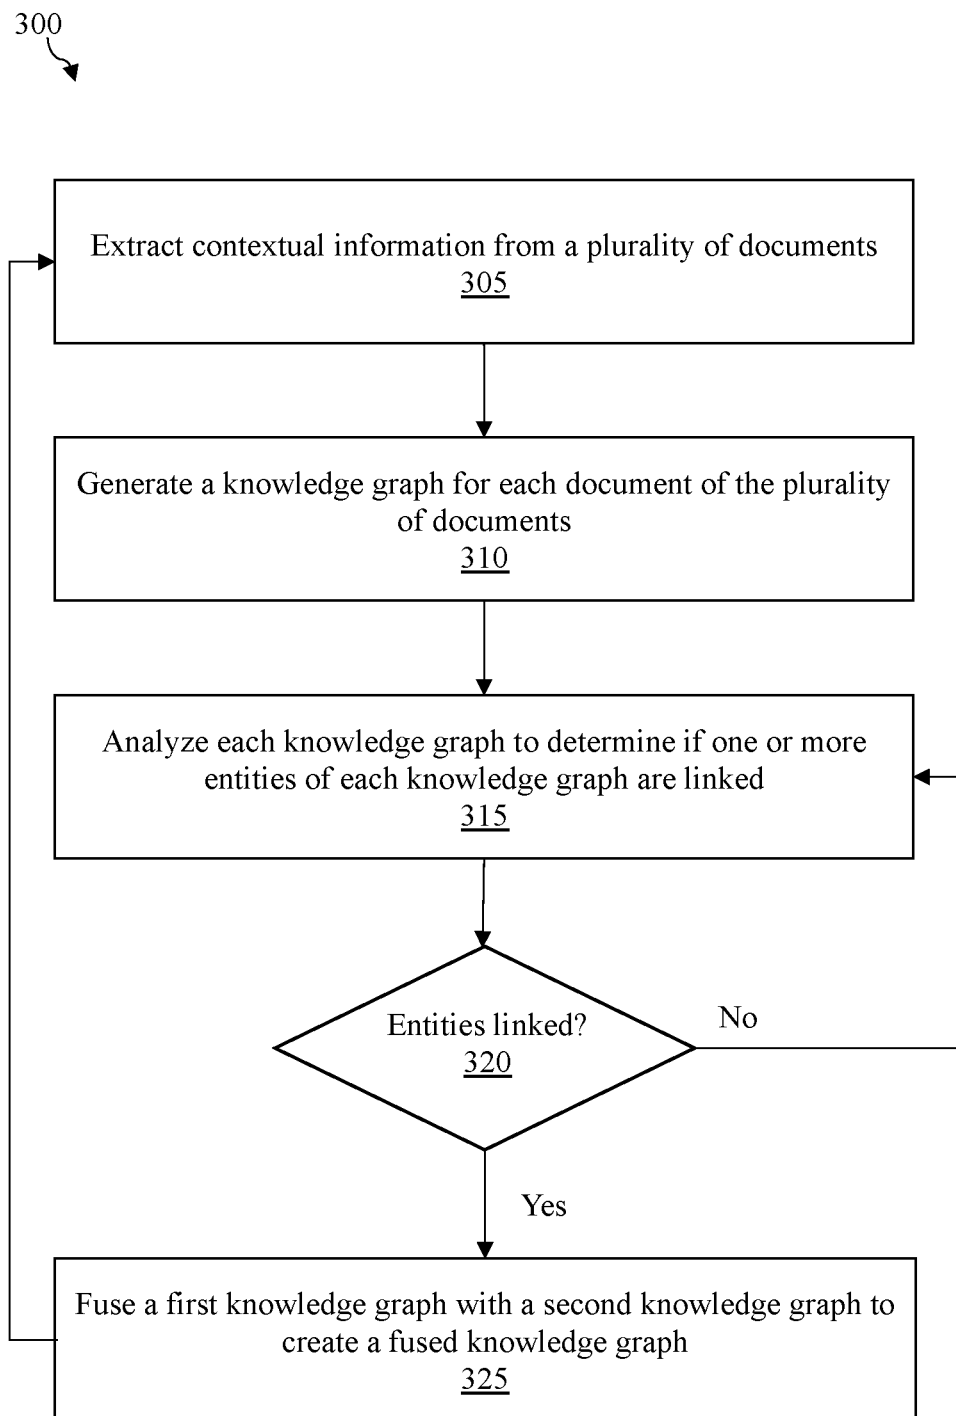 300
Extract contextual information from a plurality of documents
305
Generate a knowledge graph for each document of the plurality
of documents
310
Analyze each knowledge graph to determine if one or more
entities of each knowledge graph are linked
315
Entities linked?
320
No
Yes
Fuse a first knowledge graph with a second knowledge graph to
create a fused knowledge graph
325